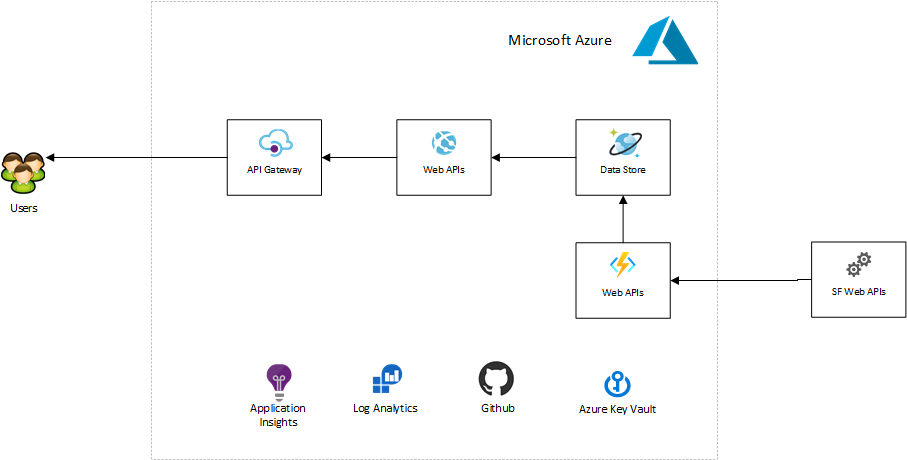 Microsoft Azure
API Gateway
Web APIs
Data Store
Users
Web APIs
SF Web APIs
Application
Insights
Log Analytics
Github
Azure Key Vault